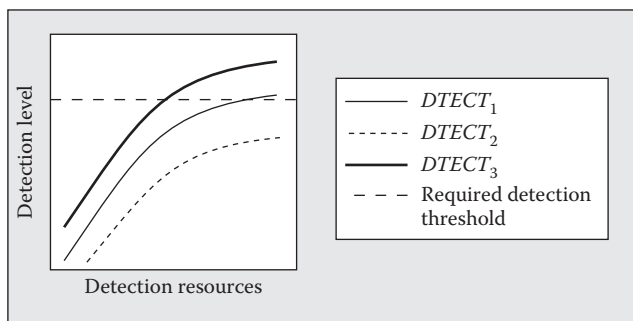 Detection level
Detection resources
DTECT₁
DTECT₂
DTECT₃
Required detection
threshold